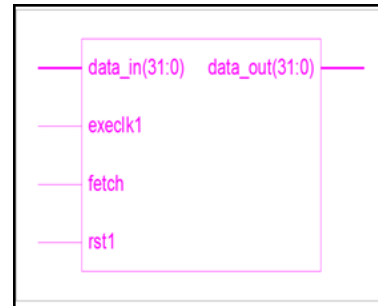 data_in(31:0) data_out(31:0)
execlk1
fetch
rst1